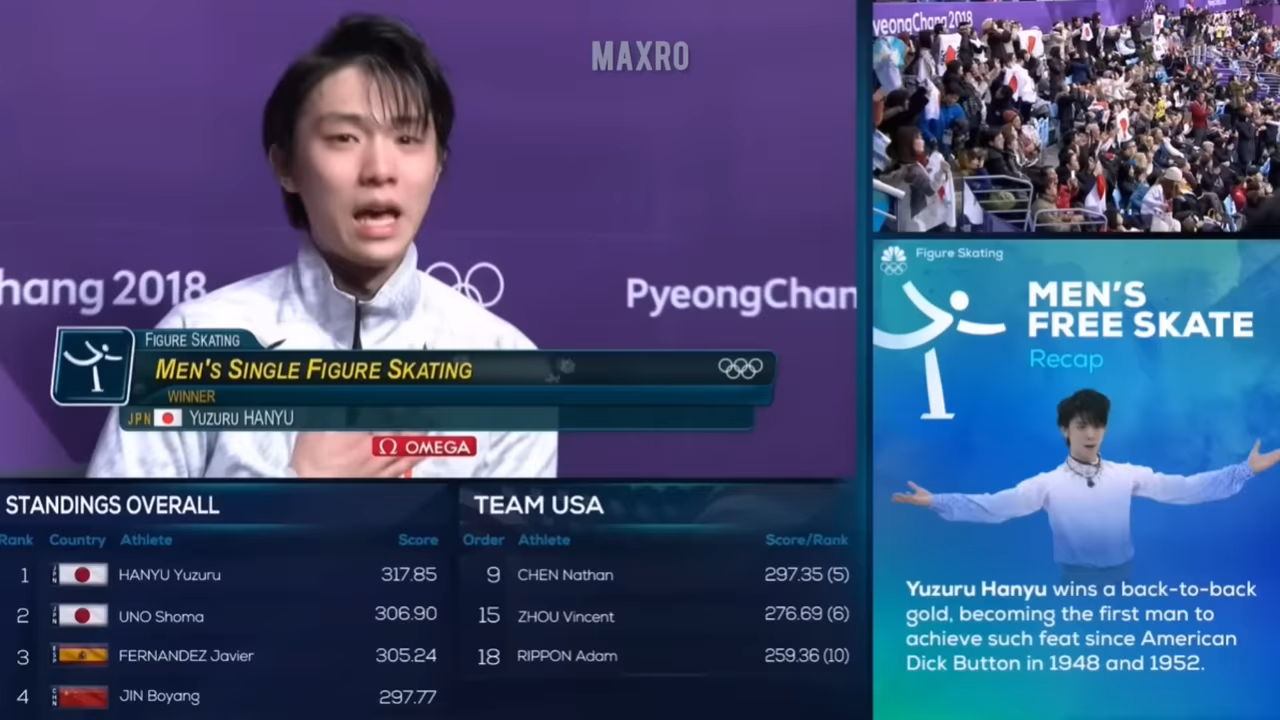 MAXRO
hang 2018
PyeongChan
FIGURE SKATING
MEN'S SINGLE FIGURE SKATING
WINNER
JPN YUZURU HANYU
Ω OMEGA
STANDINGS OVERALL
Rank Country Athlete Score
1 JPN HANYU Yuzuru 317.85
2 JPN UNO Shoma 306.90
3 ESP FERNANDEZ Javier 305.24
4 CHN JIN Boyang 297.77
TEAM USA
Order Athlete Score/Rank
9 CHEN Nathan 297.35 (5)
15 ZHOU Vincent 276.69 (6)
18 RIPPON Adam 259.36 (10)
yeongChang 2018
Figure Skating
MEN'S
FREE SKATE
Recap
Yuzuru Hanyu wins a back-to-back
gold, becoming the first man to
achieve such feat since American
Dick Button in 1948 and 1952.